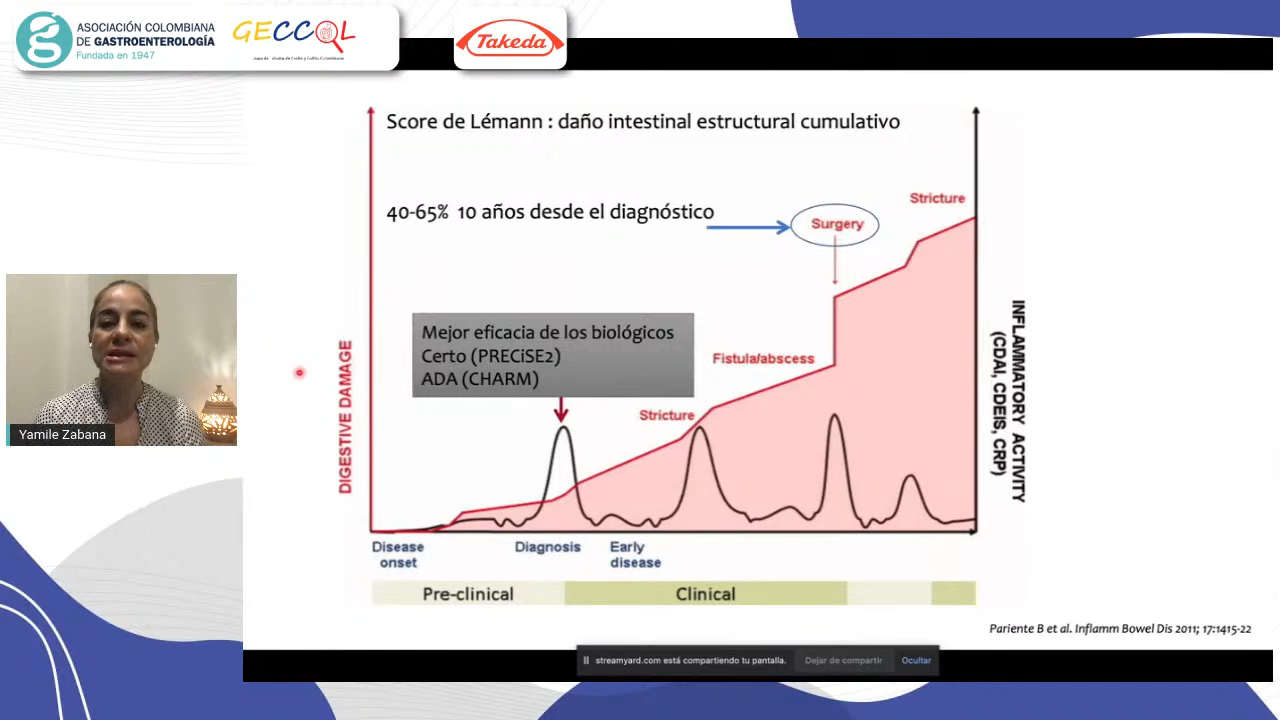 ASOCIACIÓN COLOMBIANA
DE GASTROENTEROLOGÍA
Fundada en 1947
GECCOL
Takeda
Score de Lémann : daño intestinal estructural cumulativo
40-65% 10 años desde el diagnóstico
Surgery
Stricture
Mejor eficacia de los biológicos
Certo (PRECiSE2)
ADA (CHARM)
Fistula/abscess
Stricture
DIGESTIVE DAMAGE
INFLAMMATORY ACTIVITY
(CDAI, CDEIS, CRP)
Disease
onset
Diagnosis
Early
disease
Pre-clinical
Clinical
Pariente B et al. Inflamm Bowel Dis 2011; 17:1415-22
Yamile Zabana
streamyard.com está compartiendo tu pantalla.
Dejar de compartir
Ocultar